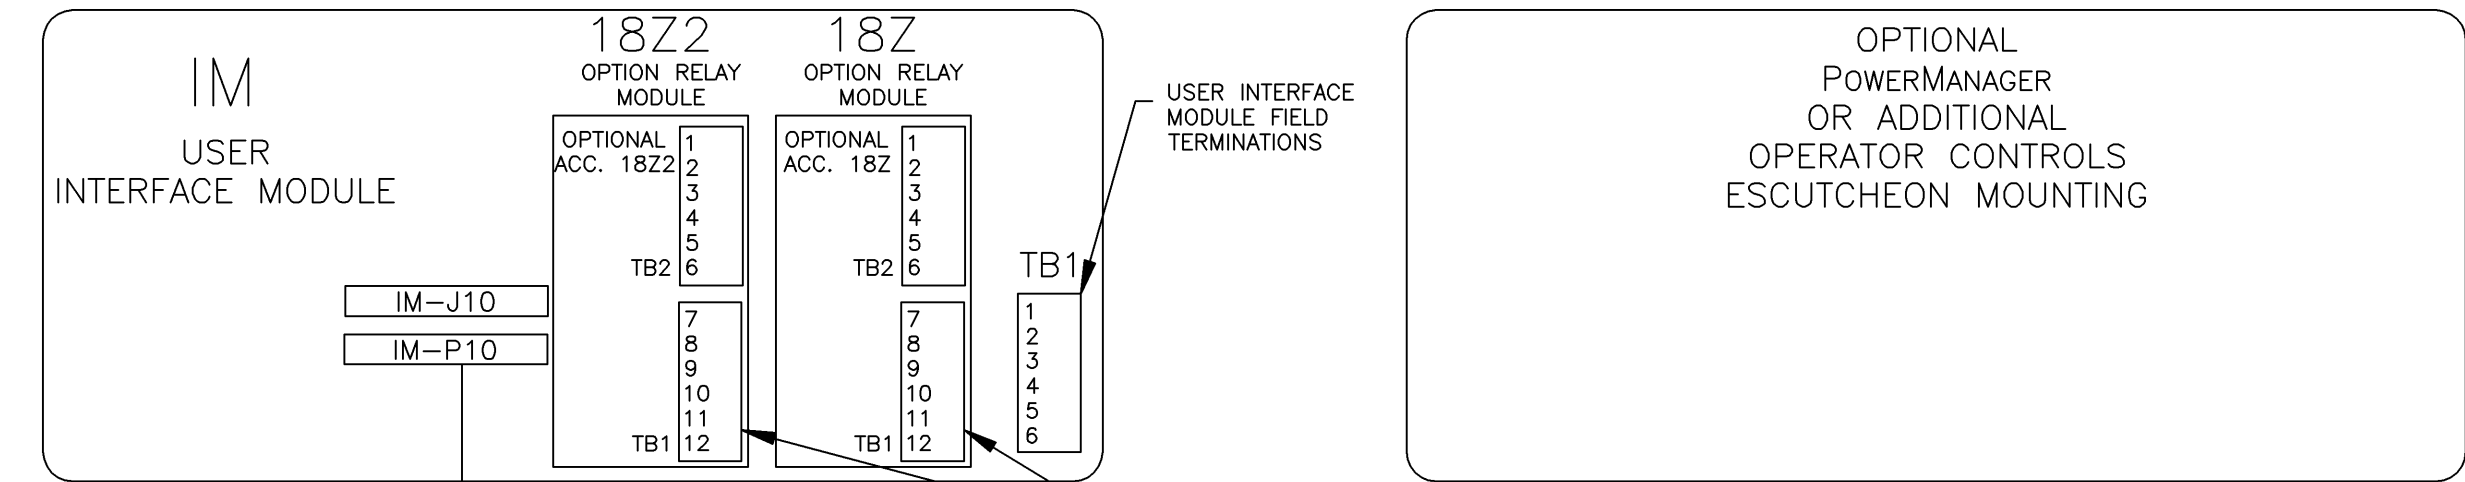 IM
USER
INTERFACE MODULE
IM-J10
IM-P10
18Z2
OPTION RELAY
MODULE
OPTIONAL
ACC. 18Z2
1
2
3
4
5
TB2 6
7
8
9
10
11
TB1 12
18Z
OPTION RELAY
MODULE
OPTIONAL
ACC. 18Z
1
2
3
4
5
TB2 6
7
8
9
10
11
TB1 12
TB1
1
2
3
4
5
6
USER INTERFACE
MODULE FIELD
TERMINATIONS
OPTIONAL
POWERMANAGER
OR ADDITIONAL
OPERATOR CONTROLS
ESCUTCHEON MOUNTING